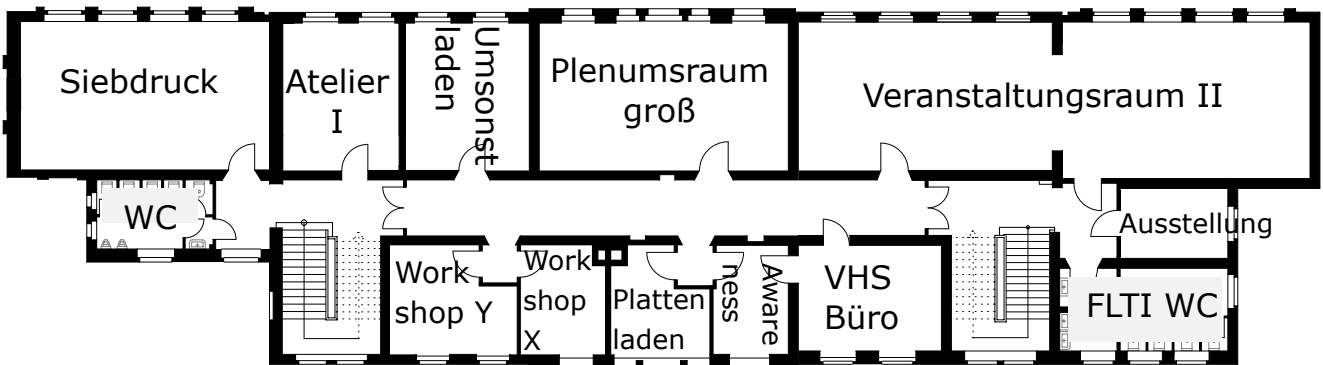 Siebdruck
Atelier
I
Umsonst
laden
Plenumsraum
groß
Veranstaltungsraum II
WC
Work
shop Y
Work
shop
X
Platten
laden
Aware
ness
VHS
Büro
Ausstellung
FLTI WC